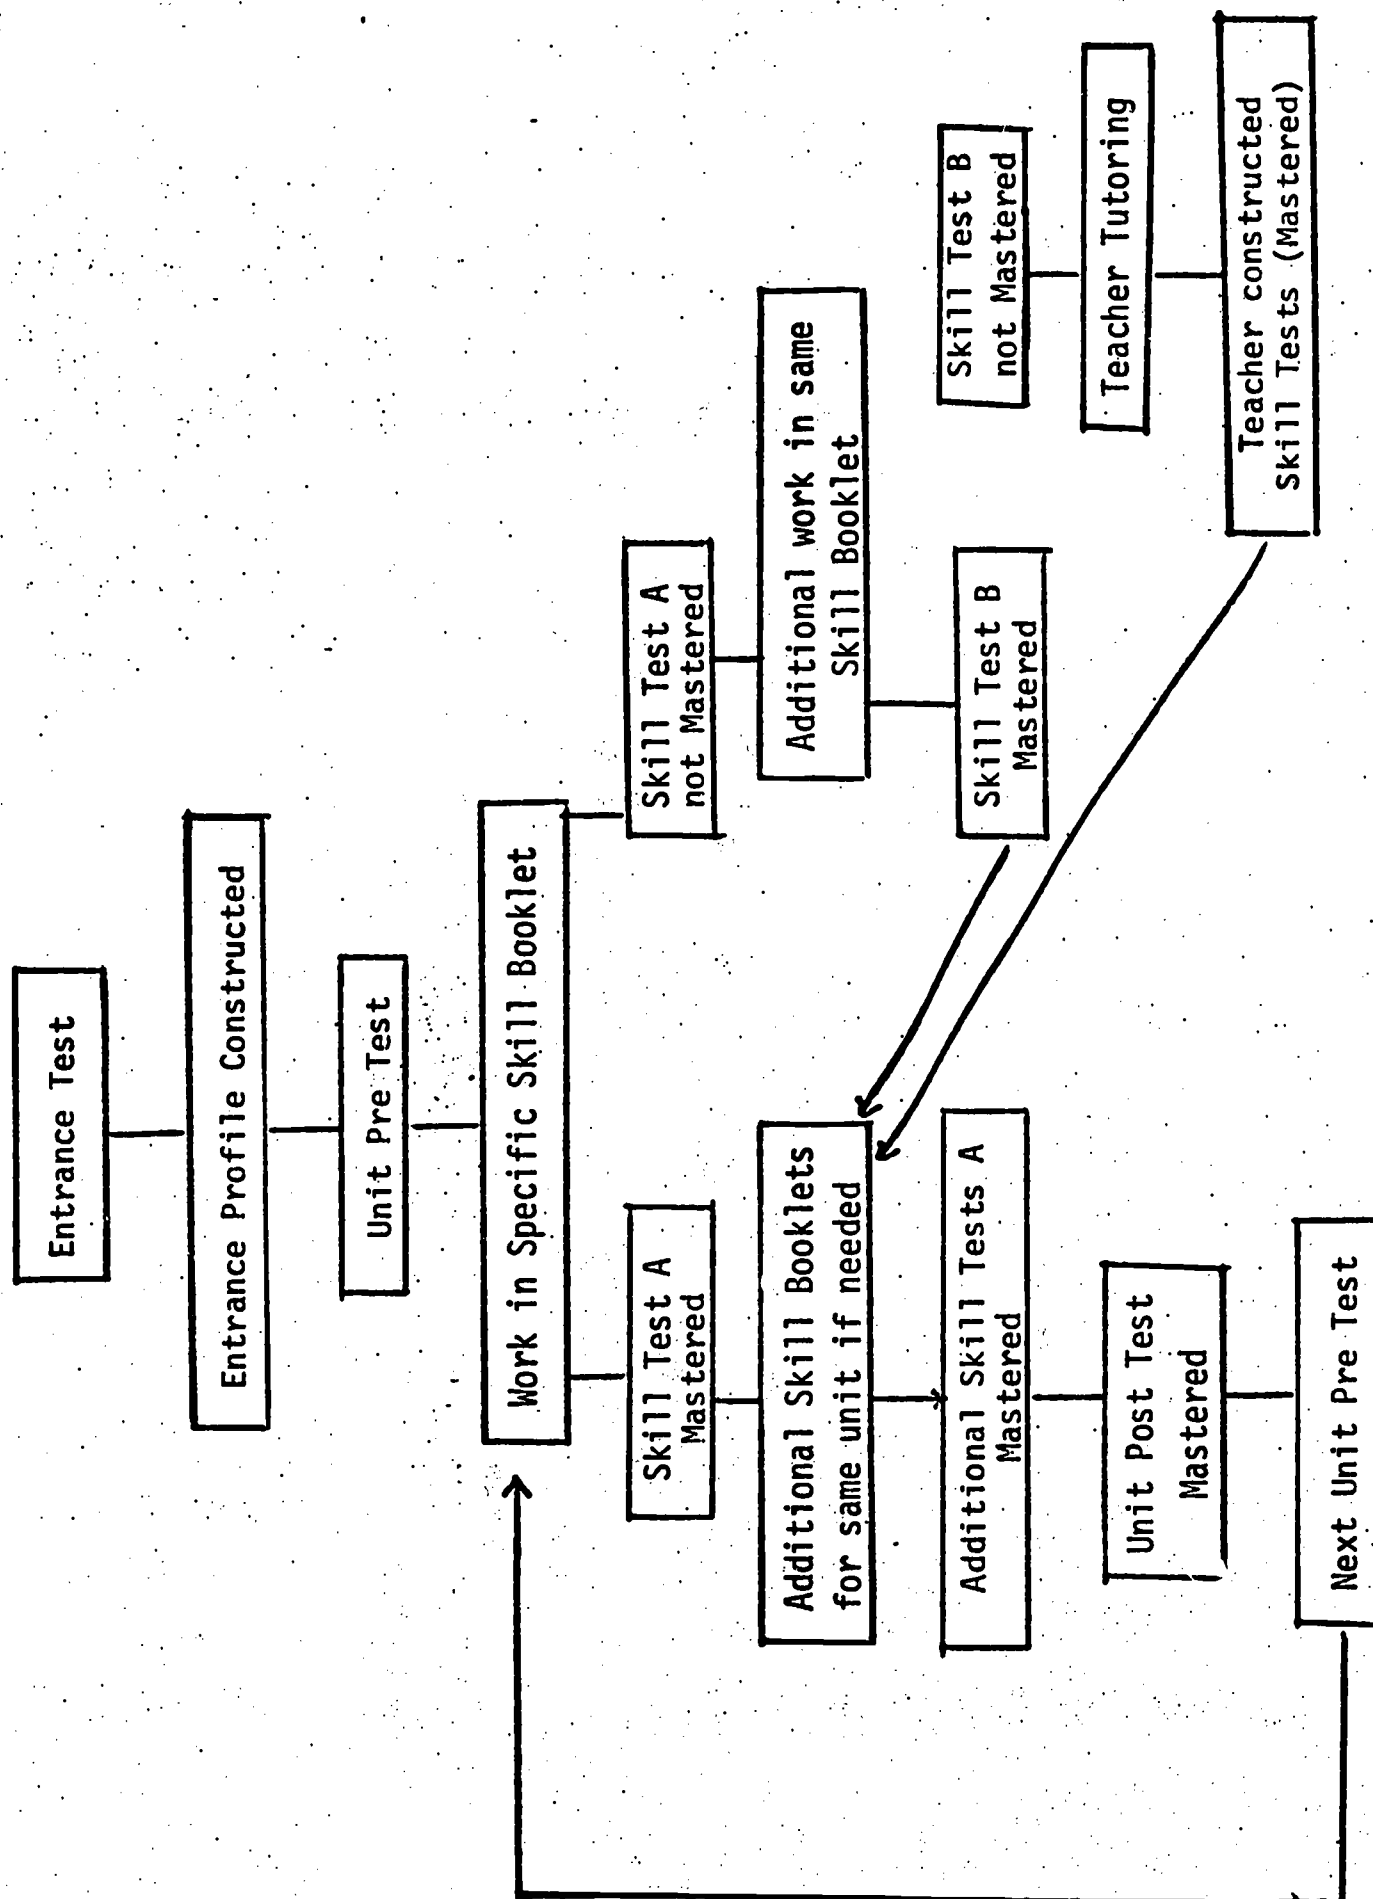 Entrance Test
Entrance Profile Constructed
Unit Pre Test
Work in Specific Skill Booklet
Skill Test A
Mastered
Skill Test A
not Mastered
Additional Skill Booklets
for same unit if needed
Additional work in same
Skill Booklet
Additional Skill Tests A
Mastered
Skill Test B
Mastered
Skill Test B
not Mastered
Teacher Tutoring
Unit Post Test
Mastered
Teacher constructed
Skill Tests (Mastered)
Next Unit Pre Test